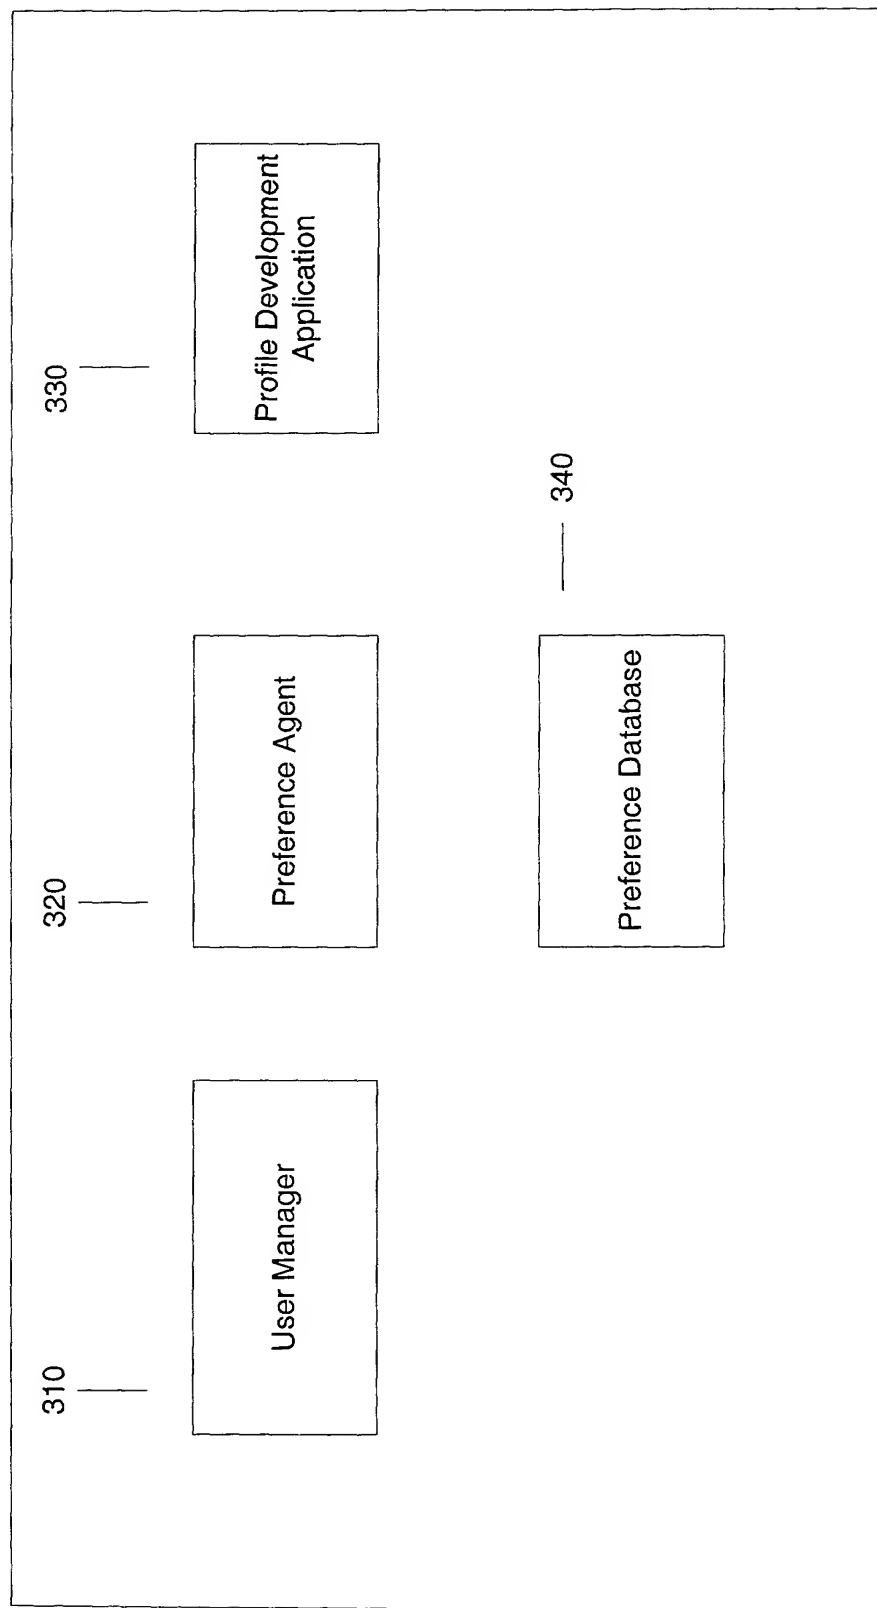 310
320
330
User Manager
Preference Agent
Profile Development
Application
340
Preference Database